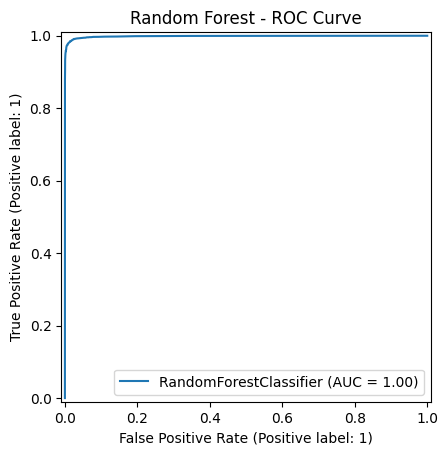 Random Forest - ROC Curve
1.0
0.8
0.6
0.4
0.2
0.0
True Positive Rate (Positive label: 1)
RandomForestClassifier (AUC = 1.00)
0.0 0.2 0.4 0.6 0.8 1.0
False Positive Rate (Positive label: 1)